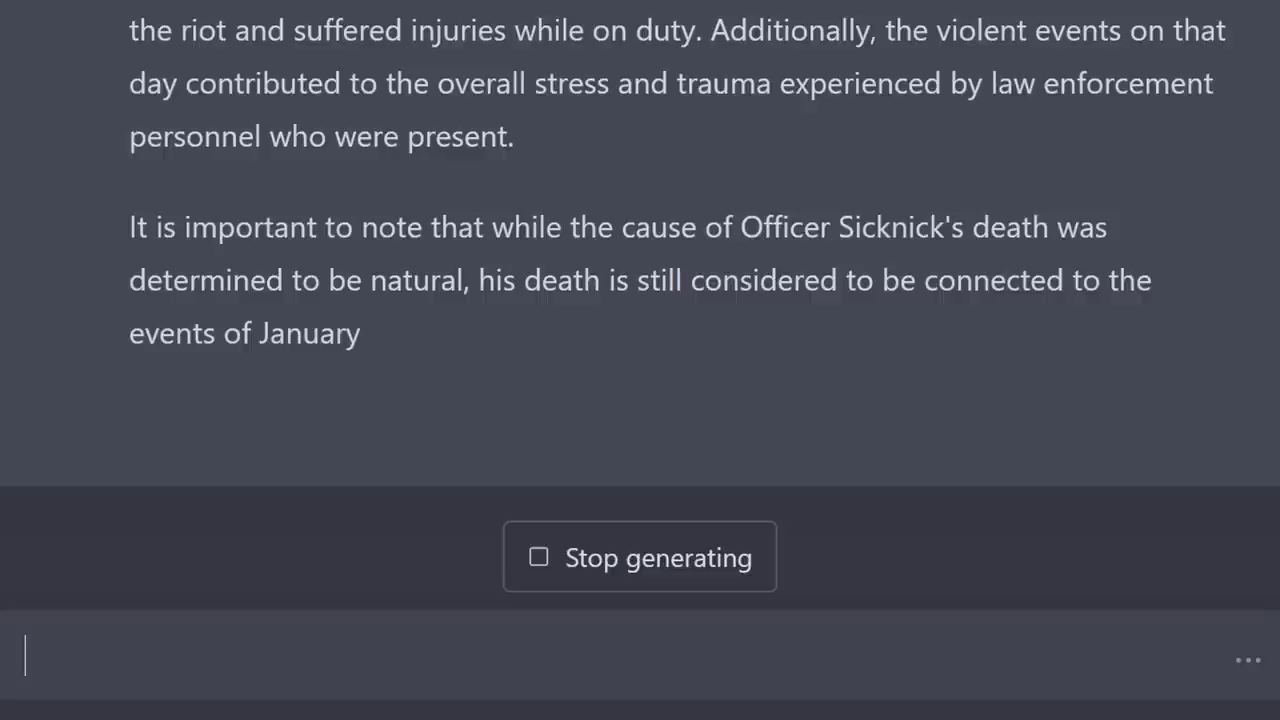 the riot and suffered injuries while on duty. Additionally, the violent events on that
day contributed to the overall stress and trauma experienced by law enforcement
personnel who were present.
It is important to note that while the cause of Officer Sicknick's death was
determined to be natural, his death is still considered to be connected to the
events of January
Stop generating